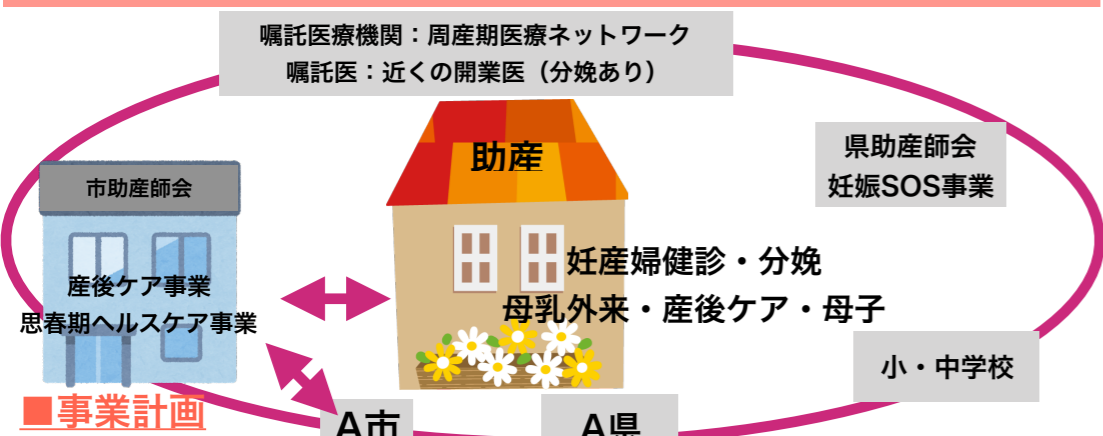 嘱託医療機関：周産期医療ネットワーク
嘱託医：近くの開業医（分娩あり）
助産
県助産師会
妊娠SOS事業
市助産師会
産後ケア事業
思春期ヘルスケア事業
妊産婦健診・分娩
母乳外来・産後ケア・母子
小・中学校
■事業計画
A市
A県